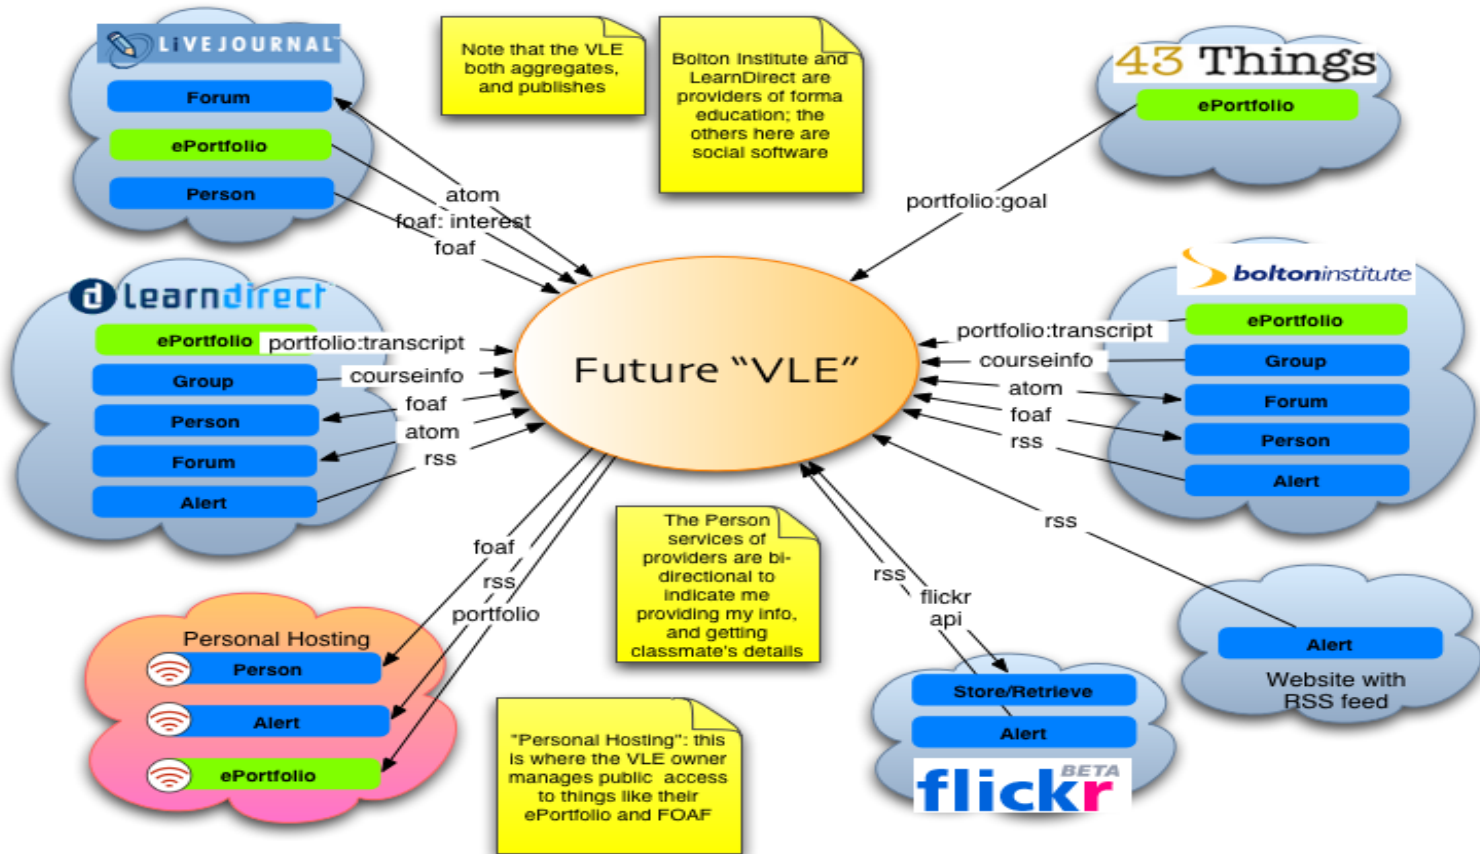 LiVEJOURNAL
Forum
ePortfolio
Person
atom
foaf: interest
foaf
Note that the VLE
both aggregates,
and publishes
Bolton Institute and
LearnDirect are
providers of forma
education; the
others here are
social software
43 Things
ePortfolio
portfolio:goal
learndirect
ePortfolio
Group
Person
Forum
Alert
portfolio:transcript
courseinfo
foaf
atom
rss
Future “VLE”
boltoninstitute
ePortfolio
Group
Forum
Person
Alert
portfolio:transcript
courseinfo
atom
foaf
rss
foaf
rss
portfolio
Personal Hosting
Person
Alert
ePortfolio
The Person
services of
providers are bi-
directional to
indicate me
providing my info,
and getting
classmate's details
"Personal Hosting": this
is where the VLE owner
manages public access
to things like their
ePortfolio and FOAF
rss
flickr
api
Store/Retrieve
Alert
flickr
BETA
rss
Alert
Website with
RSS feed